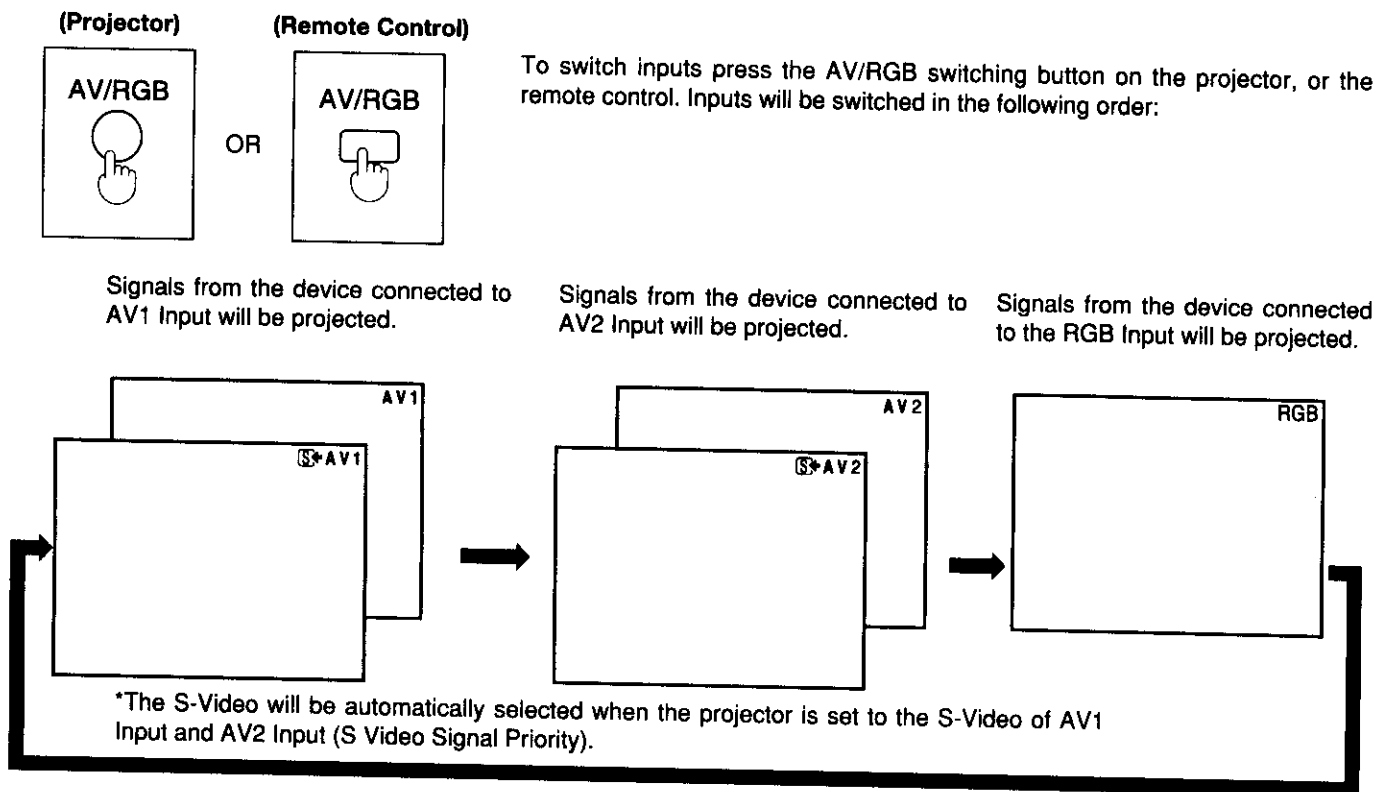 (Projector)
(Remote Control)
AV/RGB
OR
AV/RGB
To switch inputs press the AV/RGB switching button on the projector, or the
remote control. Inputs will be switched in the following order:
Signals from the device connected to
AV1 Input will be projected.
Signals from the device connected to
AV2 Input will be projected.
Signals from the device connected
to the RGB Input will be projected.
AV1
S AV1
AV2
S AV2
RGB
*The S-Video will be automatically selected when the projector is set to the S-Video of AV1
Input and AV2 Input (S Video Signal Priority).